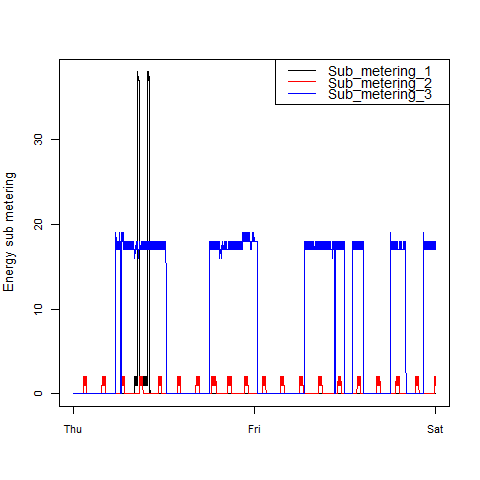 Sub_metering_1
Sub_metering_2
Sub_metering_3
Energy sub metering
30
20
10
0
Thu
Fri
Sat